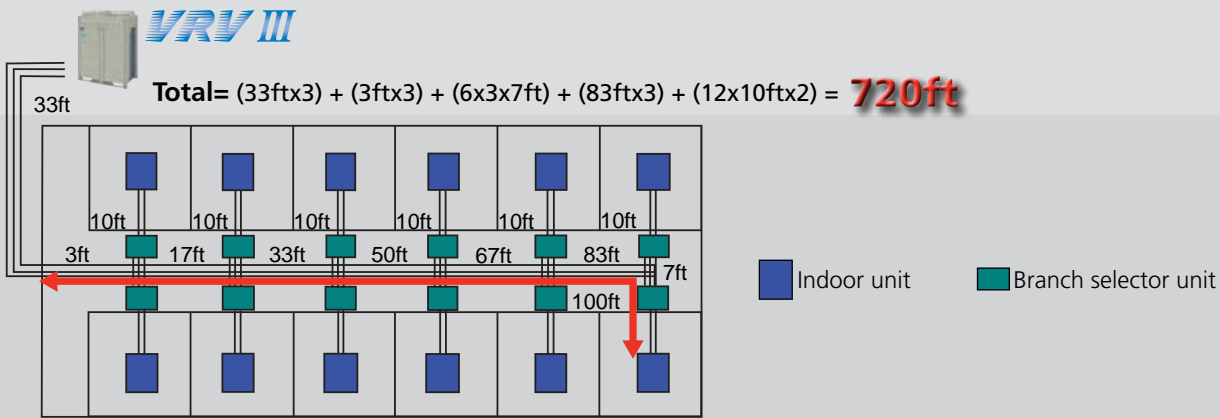 VRV III
33ft
Total= (33ftx3) + (3ftx3) + (6x3x7ft) + (83ftx3) + (12x10ftx2) = 720ft
10ft 10ft 10ft 10ft 10ft 10ft
3ft 17ft 33ft 50ft 67ft 83ft
7ft
Indoor unit Branch selector unit
100ft